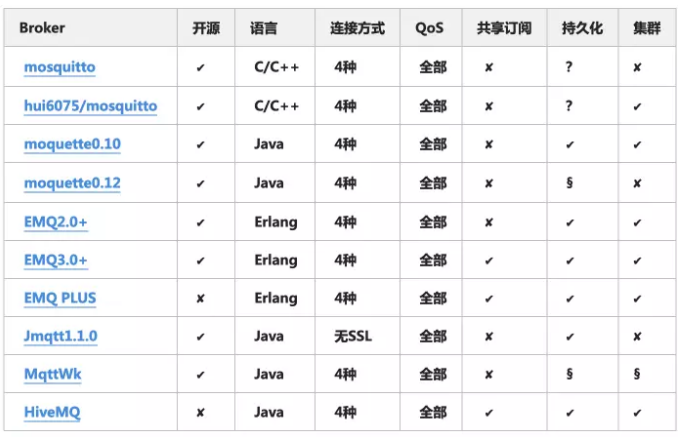 Broker 开源 语言 连接方式 QoS 共享订阅 持久化 集群
mosquitto ✔ C/C++ 4种 全部 ✘ ? ✘
hui6075/mosquitto ✔ C/C++ 4种 全部 ✘ ? ✔
moquette0.10 ✔ Java 4种 全部 ✘ ✔ ✔
moquette0.12 ✔ Java 4种 全部 ✘ § ✘
EMQ2.0+ ✔ Erlang 4种 全部 ✘ ✔ ✔
EMQ3.0+ ✔ Erlang 4种 全部 ✔ ✔ ✔
EMQ PLUS ✘ Erlang 4种 全部 ✔ ✔ ✔
Jmqtt1.1.0 ✔ Java 无SSL 全部 ✘ ✔ ✘
MqttWk ✔ Java 4种 全部 ✘ § §
HiveMQ ✘ Java 4种 全部 ✔ ✔ ✔